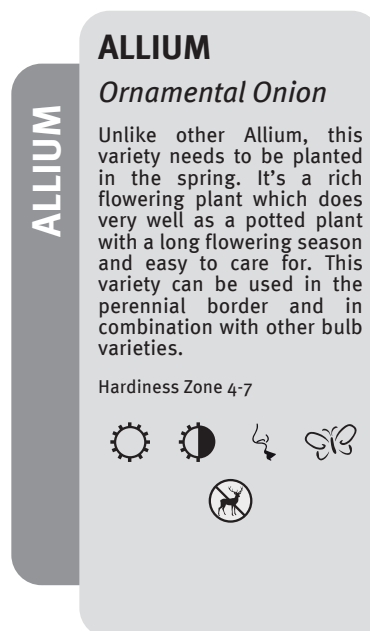 ALLIUM
ALLIUM
Ornamental Onion
Unlike other Allium, this
variety needs to be planted
in the spring. It's a rich
flowering plant which does
very well as a potted plant
with a long flowering season
and easy to care for. This
variety can be used in the
perennial border and in
combination with other bulb
varieties.
Hardiness Zone 4-7